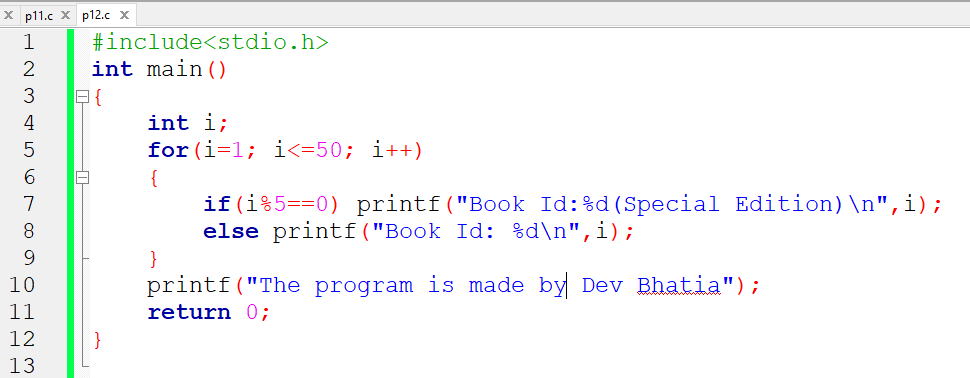 p11.c p12.c
1 #include<stdio.h>
2 int main()
3 {
4 int i;
5 for(i=1; i<=50; i++)
6 {
7 if(i%5==0) printf("Book Id:%d(Special Edition)\n",i);
8 else printf("Book Id: %d\n",i);
9 }
10 printf("The program is made by Dev Bhatia");
11 return 0;
12 }
13